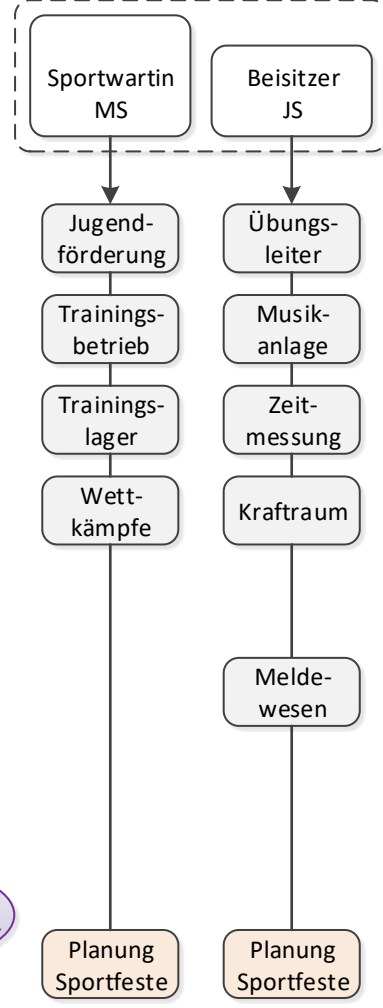 Sportwartin
MS
Beisitzer
JS
Jugend-
förderung
Trainings-
betrieb
Trainings-
lager
Wett-
kämpfe
Übungs-
leiter
Musik-
anlage
Zeit-
messung
Kraftraum
Melde-
wesen
Planung
Sportfeste
Planung
Sportfeste